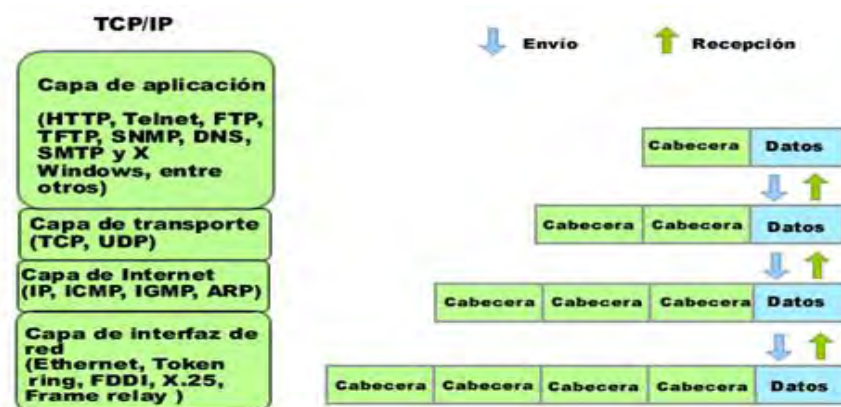 TCP/IP
Envío
Recepción
Capa de aplicación
(HTTP, Telnet, FTP,
TFTP, SNMP, DNS,
SMTP y X
Windows, entre
otros)
Cabecera Datos
Capa de transporte
(TCP, UDP)
Cabecera Cabecera Datos
Capa de Internet
(IP, ICMP, IGMP, ARP)
Cabecera Cabecera Cabecera Datos
Capa de interfaz de
red
(Ethernet, Token
ring, FDDI, X.25,
Frame relay )
Cabecera Cabecera Cabecera Cabecera Datos